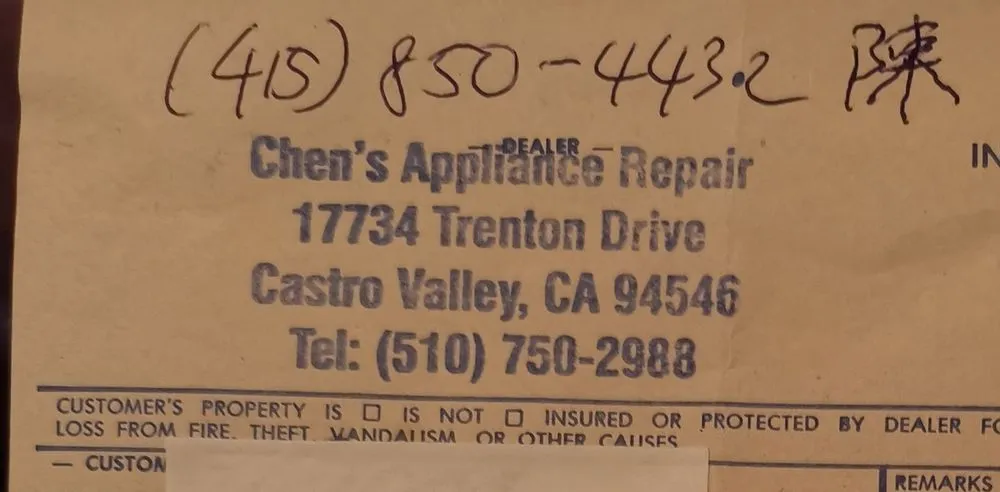 (415) 850-4432 陳
DEALER —
IN
Chen's Appliance Repair
17734 Trenton Drive
Castro Valley, CA 94546
Tel: (510) 750-2988
CUSTOMER'S PROPERTY IS □ IS NOT □ INSURED OR PROTECTED BY DEALER FO
LOSS FROM FIRE, THEFT, VANDALISM, OR OTHER CAUSES
— CUSTOM
REMARKS